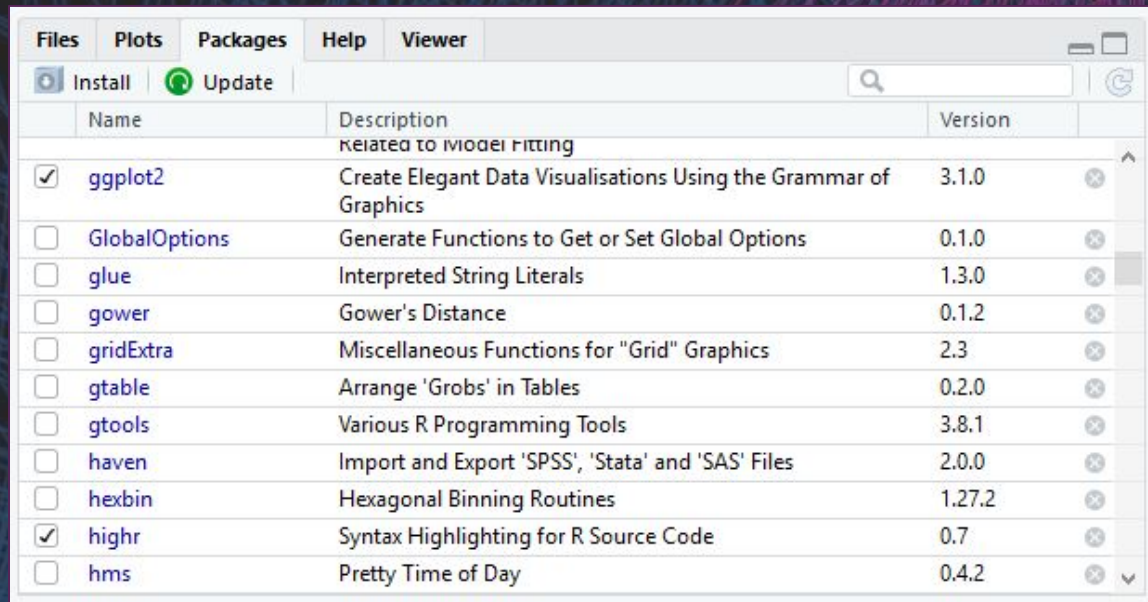 Files Plots Packages Help Viewer
Install Update
Name Description Version
Related to Model Fitting
ggplot2 Create Elegant Data Visualisations Using the Grammar of 3.1.0
Graphics
GlobalOptions Generate Functions to Get or Set Global Options 0.1.0
glue Interpreted String Literals 1.3.0
gower Gower's Distance 0.1.2
gridExtra Miscellaneous Functions for "Grid" Graphics 2.3
gtable Arrange 'Grobs' in Tables 0.2.0
gtools Various R Programming Tools 3.8.1
haven Import and Export 'SPSS', 'Stata' and 'SAS' Files 2.0.0
hexbin Hexagonal Binning Routines 1.27.2
highr Syntax Highlighting for R Source Code 0.7
hms Pretty Time of Day 0.4.2